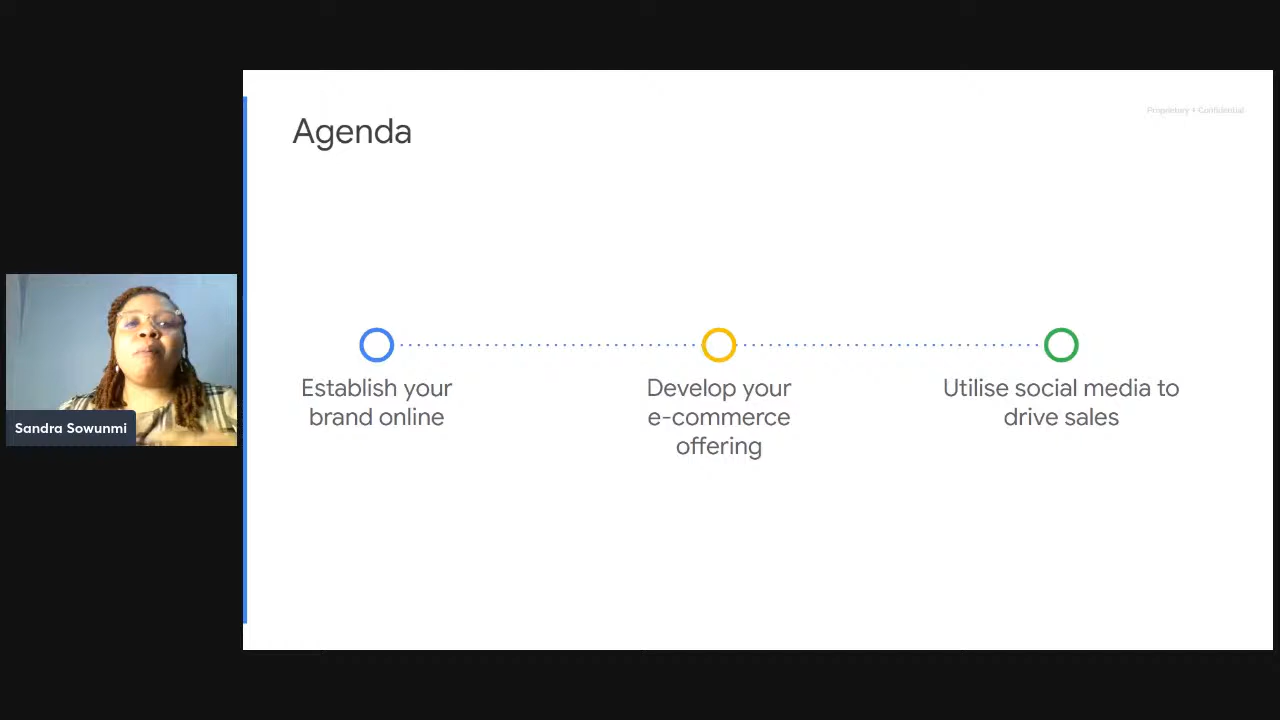 Agenda
Proprietary + Confidential
Establish your
brand online
Develop your
e-commerce
offering
Utilise social media to
drive sales
Sandra Sowunmi